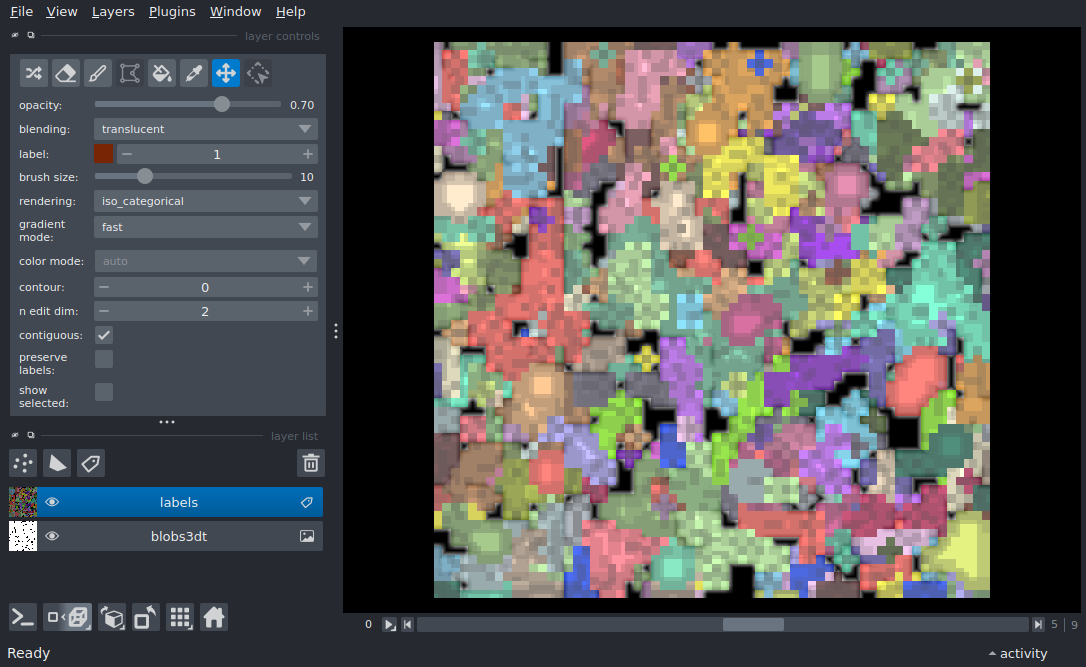 File View Layers Plugins Window Help
layer controls
opacity: 0.70
blending: translucent
label: 1
brush size: 10
rendering: iso_categorical
gradient
mode: fast
color mode: auto
contour: 0
n edit dim: 2
contiguous:
preserve
labels:
show
selected:
layer list
labels
blobs3dt
0 5 | 9
Ready activity